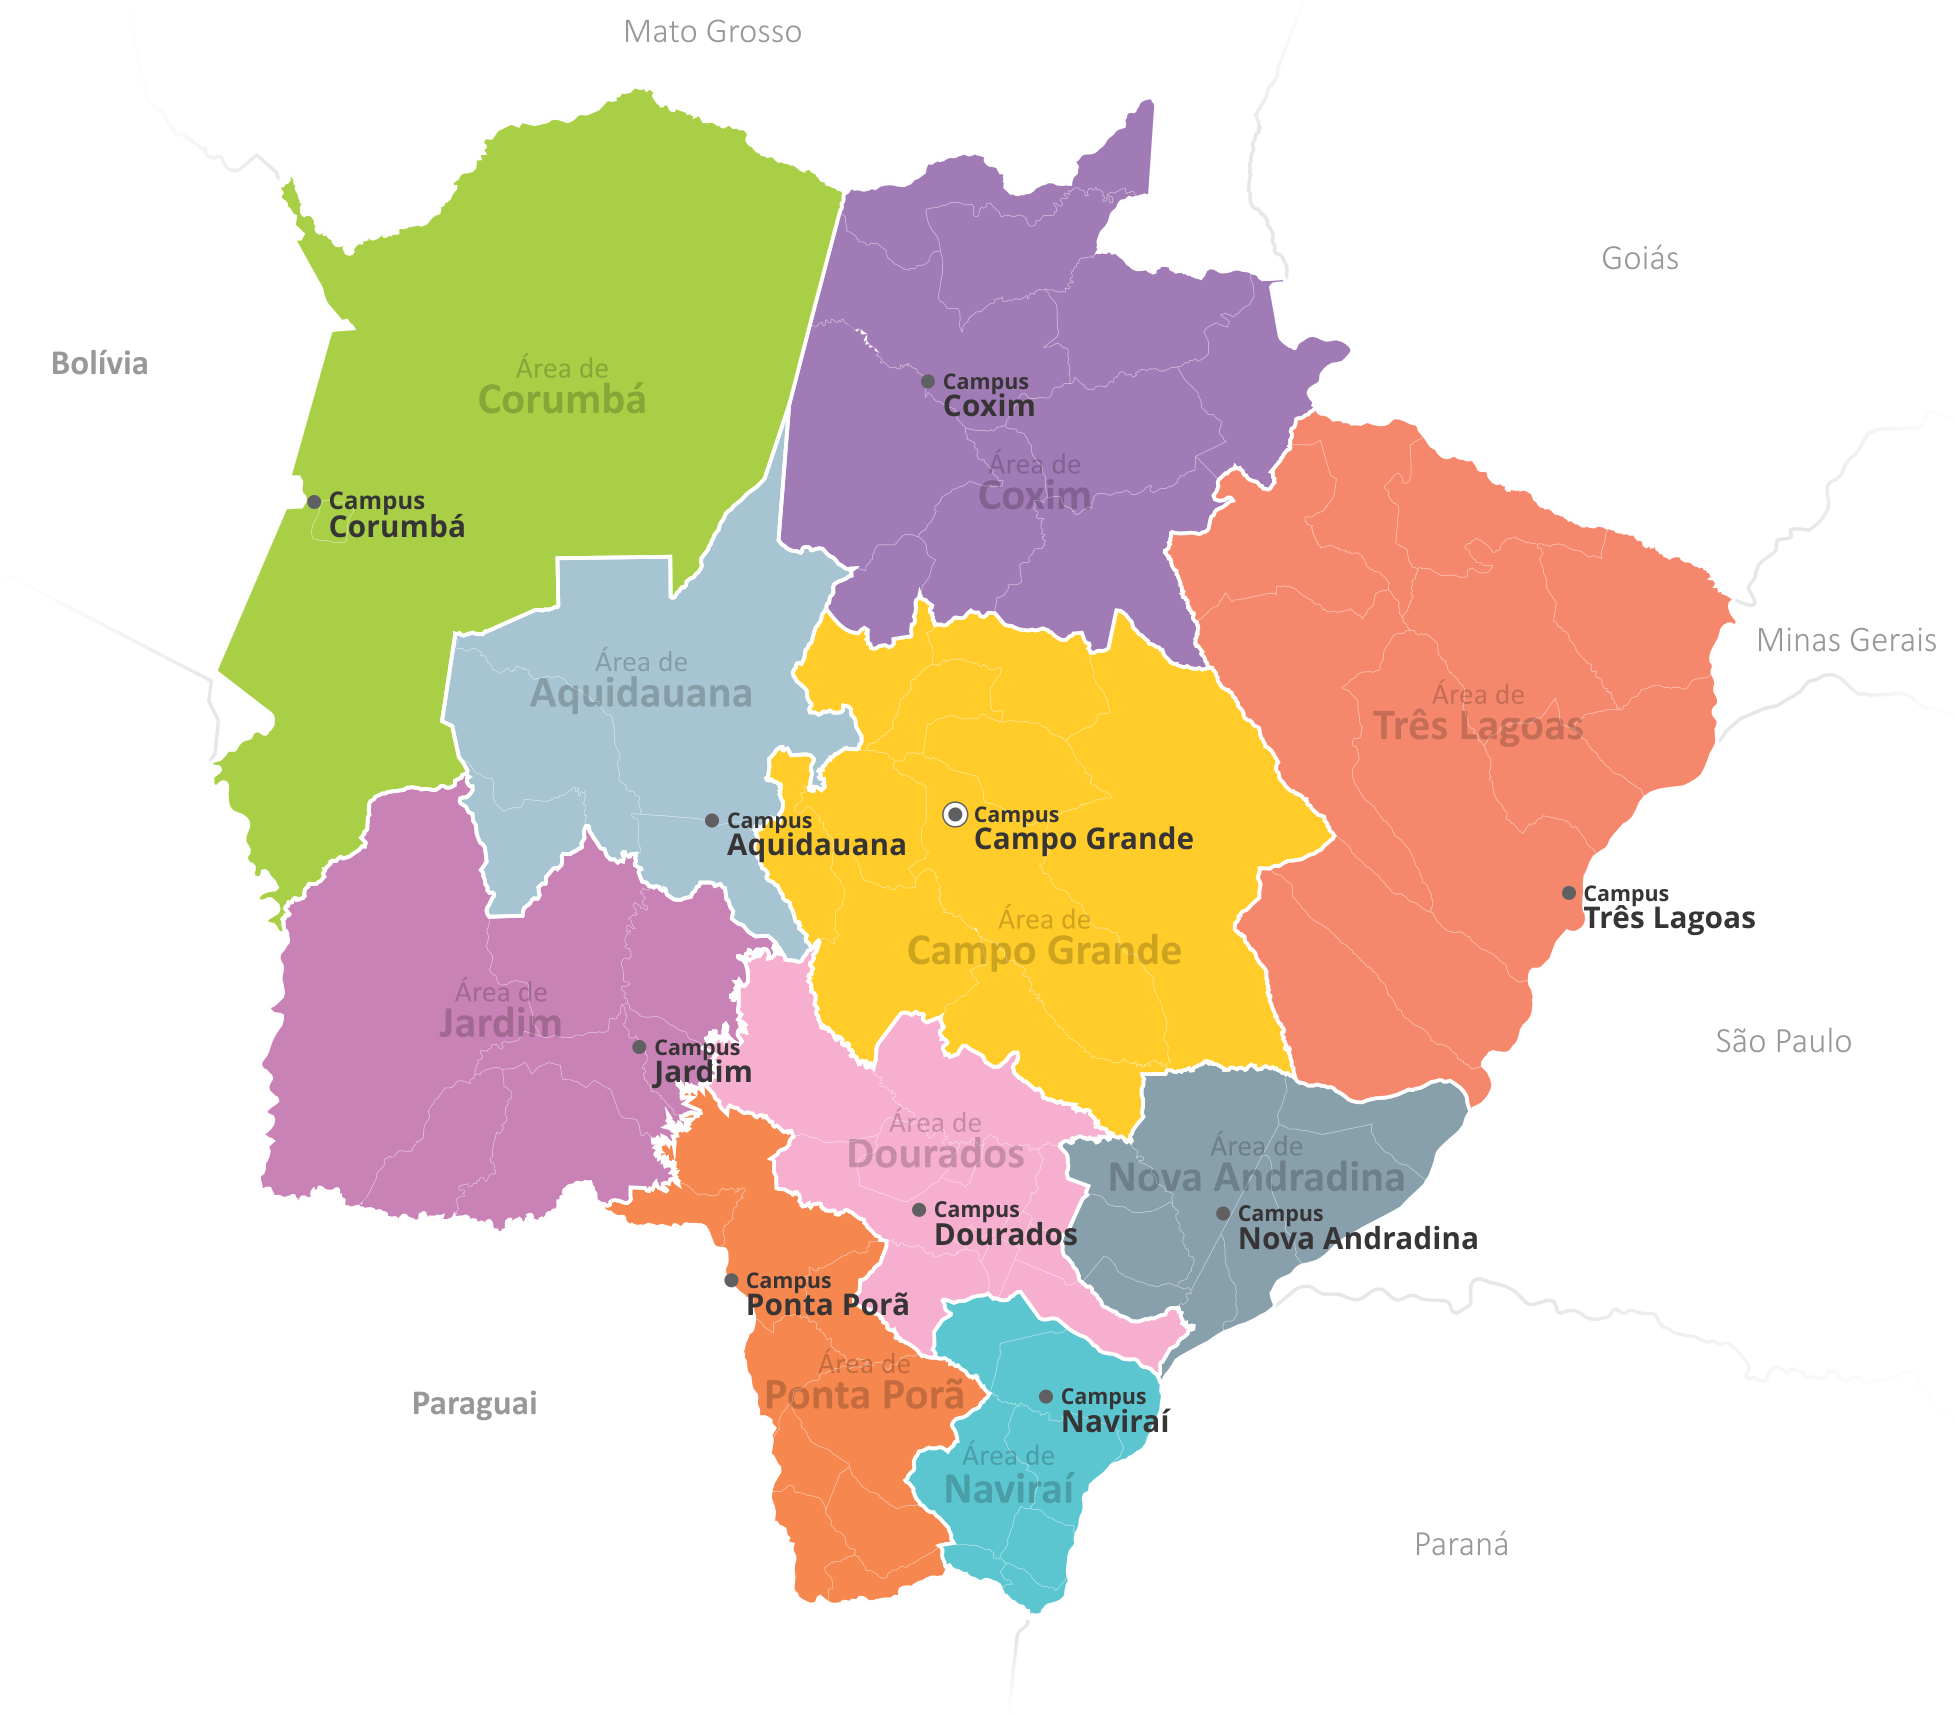 Mato Grosso
Goiás
Bolívia
Área de
Corumbá
Campus
Coxim
Área de
Coxim
Campus
Corumbá
Minas Gerais
Área de
Aquidauana
Área de
Três Lagoas
Campus
Aquidauana
Campus
Campo Grande
Campus
Três Lagoas
Área de
Campo Grande
Área de
Jardim
São Paulo
Campus
Jardim
Área de
Dourados
Área de
Nova Andradina
Campus
Dourados
Campus
Nova Andradina
Campus
Ponta Porã
Área de
Ponta Porã
Paraguai
Campus
Naviraí
Área de
Naviraí
Paraná